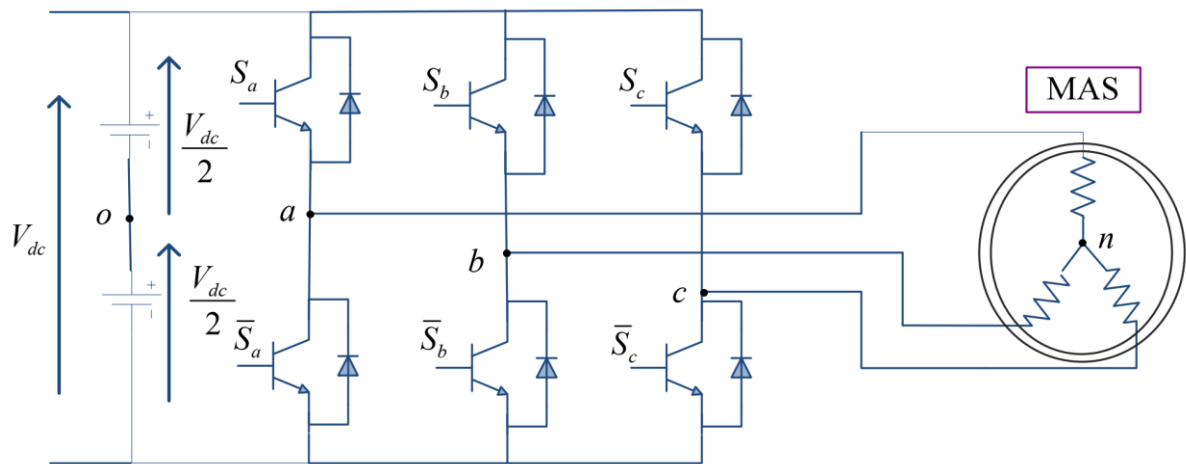 S_a
S_b
S_c
MAS
+
-
V_dc/2
o
a
b
c
n
V_dc
+
-
V_dc/2
S̅_a
S̅_b
S̅_c